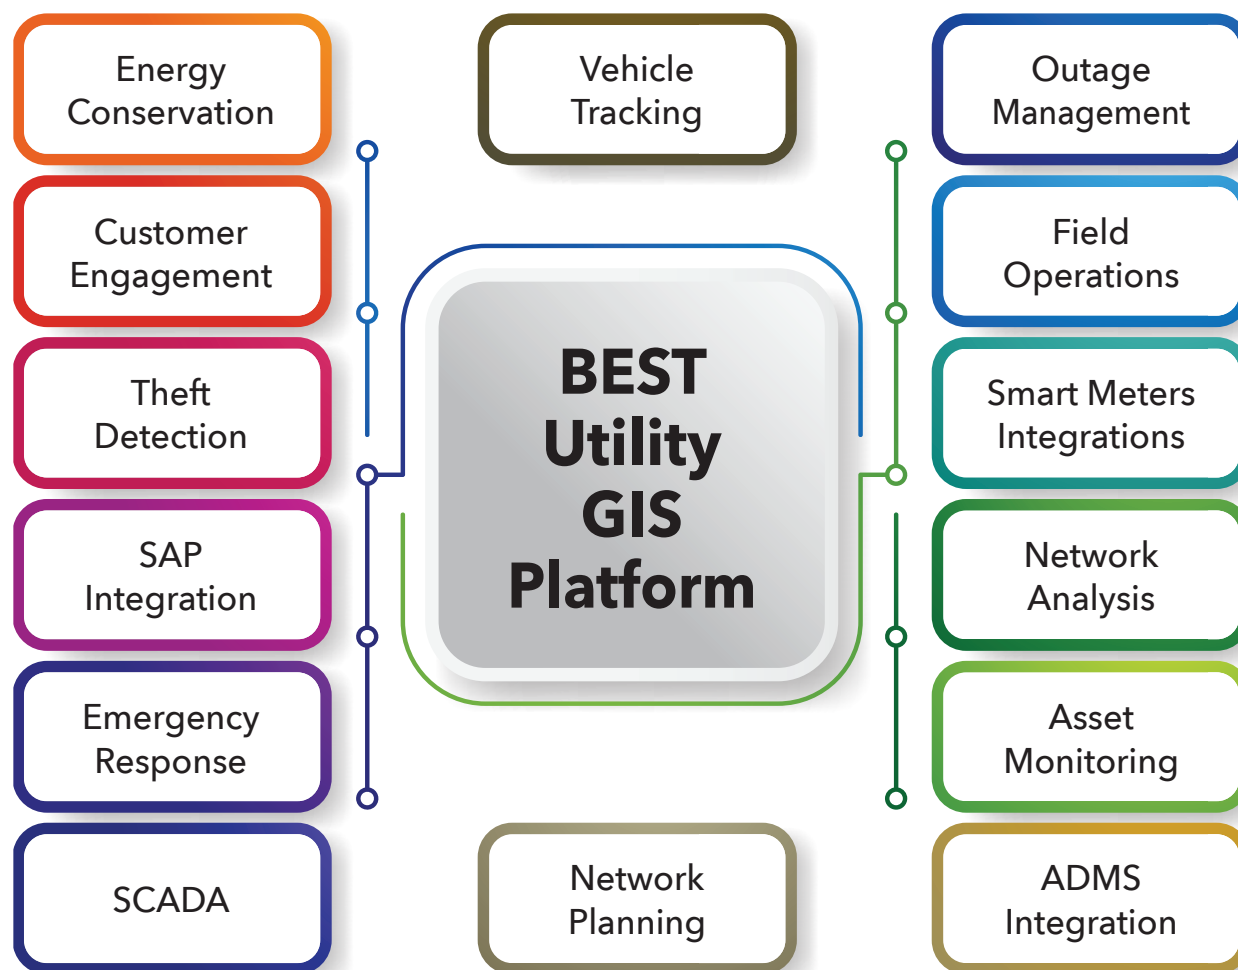 Energy
Conservation
Vehicle
Tracking
Outage
Management
Customer
Engagement
Field
Operations
Theft
Detection
BEST
Utility
GIS
Platform
Smart Meters
Integrations
SAP
Integration
Network
Analysis
Emergency
Response
Asset
Monitoring
SCADA
Network
Planning
ADMS
Integration